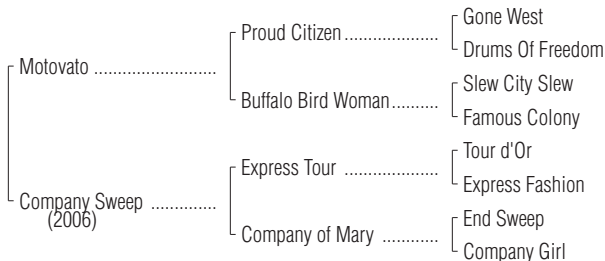 Gone West
Proud Citizen ....................
Drums Of Freedom
Motovato ..........................
Slew City Slew
Buffalo Bird Woman..........
Famous Colony
Tour d'Or
Express Tour ....................
Express Fashion
Company Sweep ..............
(2006)
End Sweep
Company of Mary ............
Company Girl